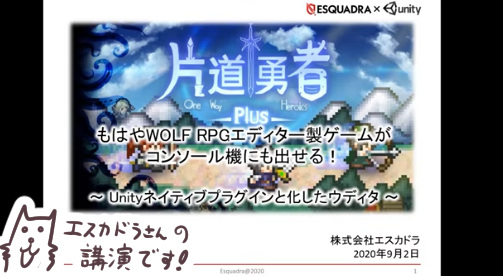 ESQUADRA × unity
片道勇者
One Way Heroics
Plus
もはやWOLF RPGエディター製ゲームが
コンソール機にも出せる!
~ Unityネイティブプラグインと化したウディタ ~
エスカドラさんの
講演です!
株式会社エスカドラ
2020年9月2日
Esquadra@2020
1